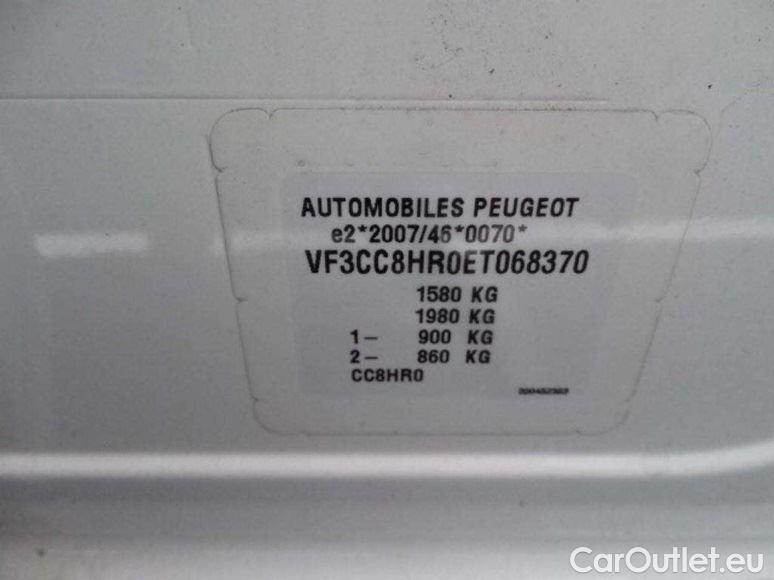 AUTOMOBILES PEUGEOT
e2*2007/46*0070*
VF3CC8HR0ET068370
1580 KG
1980 KG
1- 900 KG
2- 860 KG
CC8HR0
CarOutlet.eu